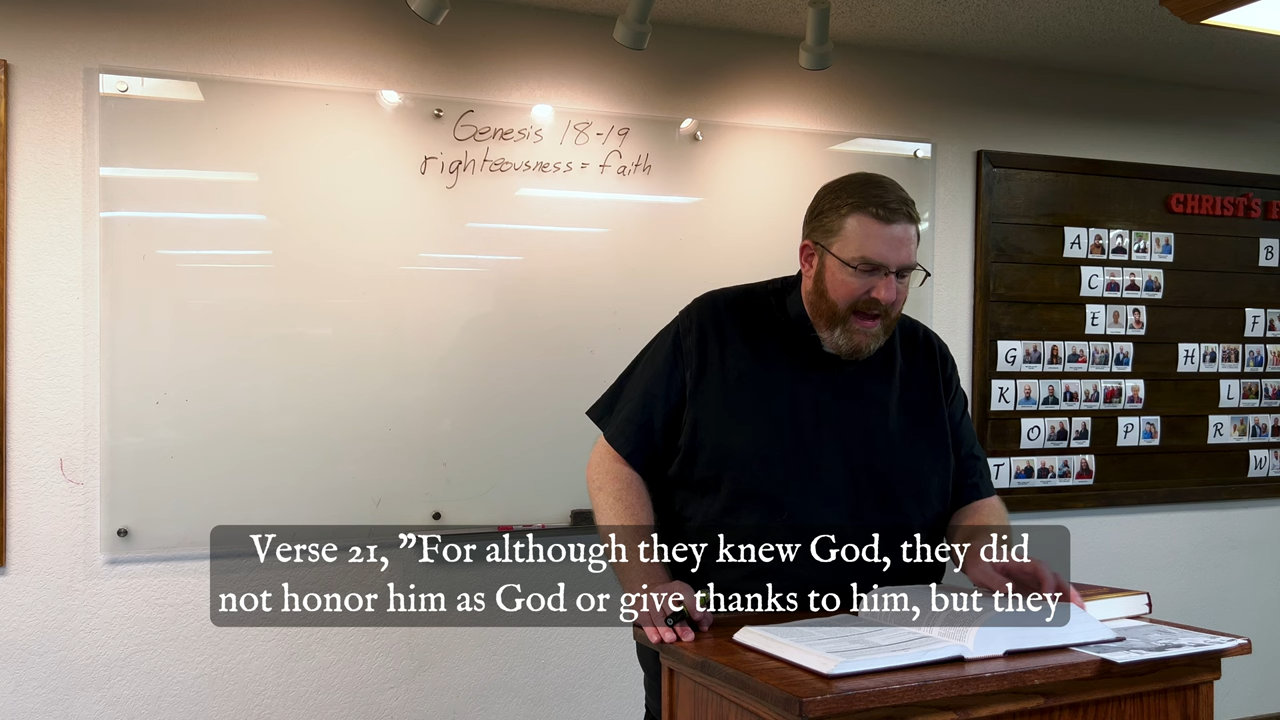 Genesis 18-19
righteousness = faith
CHRIST'S
A
B
C
E
F
G
H
K
L
O
P
R
T
W
Verse 21, "For although they knew God, they did
not honor him as God or give thanks to him, but they